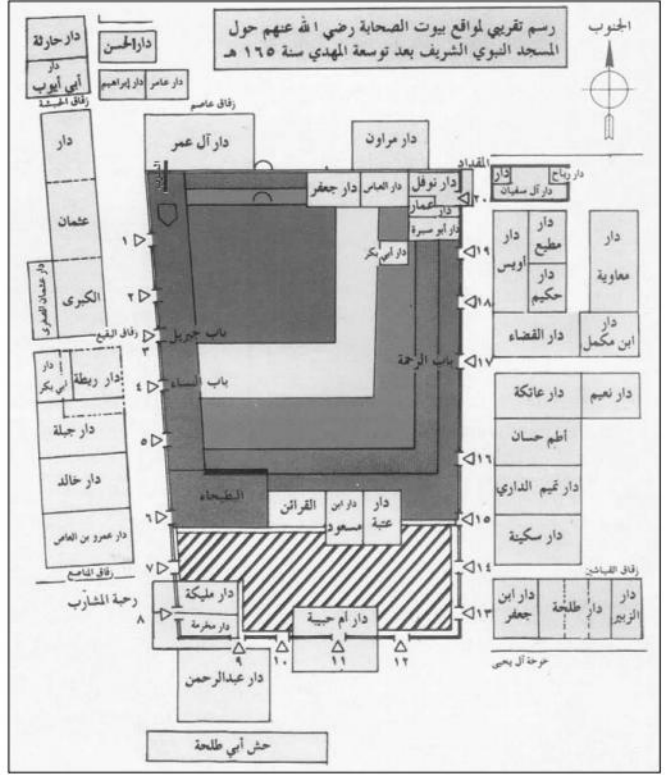 رسم تقريبي لمواقع بيوت الصحابة رضي الله عنهم حول
المسجد النبوي الشريف بعد توسعة المهدي سنة ١٦٥ هـ
الجنوب
دار حارثة
دار
أبي أيوب
دار الحسن
دار عامر
دار إبراهيم
زقاق الحبشة
زقاق عاصم
دار آل عمر
دار مراون
المقداد
دار
دار رباح
دار آل سفيان
دار
عثمان
الكبرى
دار عثمان الصغرى
دار جعفر
دار العباس
دار نوفل
دار
عمار
دار أبو سبرة
دار أبي بكر
٢٠
١٩
١٨
١٧
١٦
١٥
١٤
١٣
دار
أويس
دار
مطيع
دار
حكيم
دار
معاوية
دار القضاء
دار
ابن مكمل
١
٢
٣
٤
٥
٦
٧
٨
باب جبريل
باب النساء
باب الرحمة
زقاق البقيع
دار
أبي بكر
دار ريطة
دار جبلة
دار خالد
دار عمرو بن العاص
زقاق المناصع
دار عاتكة
دار نعيم
أطم حسان
دار تميم الداري
دار سكينة
زقاق القياشين
البطيحاء
القرائن
دار ابن
مسعود
دار
عتبة
رحبة المشارب
دار مليكة
دار مخرمة
دار أم حبيبة
دار ابن
جعفر
دار طلحة
دار
الزبير
خوخة آل يحيى
٩
١٠
١١
١٢
دار عبدالرحمن
حش أبي طلحة